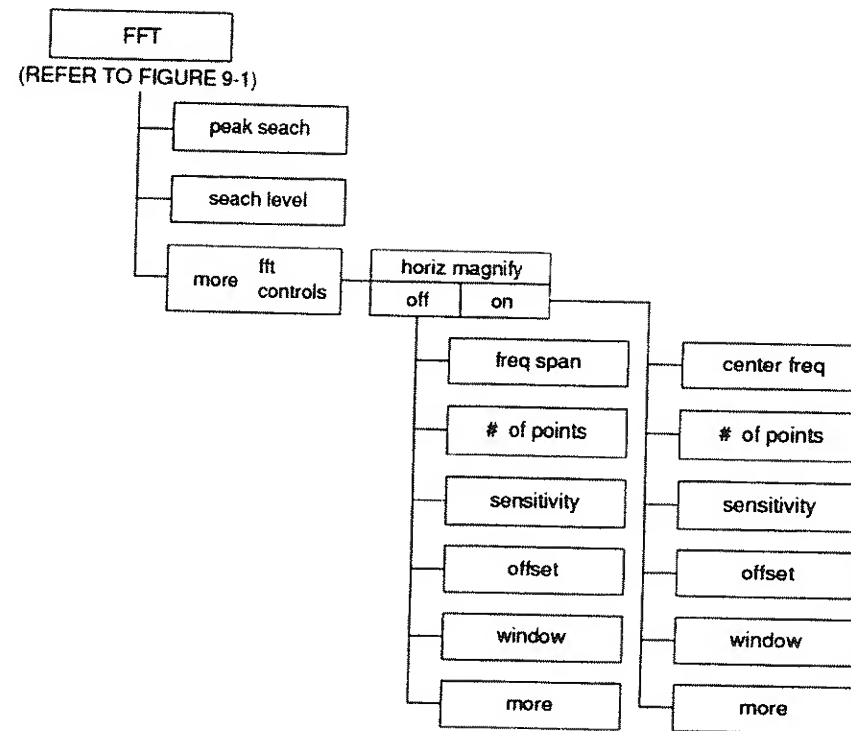 FFT
(REFER TO FIGURE 9-1)
peak seach
seach level
more fft controls
horiz magnify
off on
freq span
# of points
sensitivity
offset
window
more
center freq
# of points
sensitivity
offset
window
more